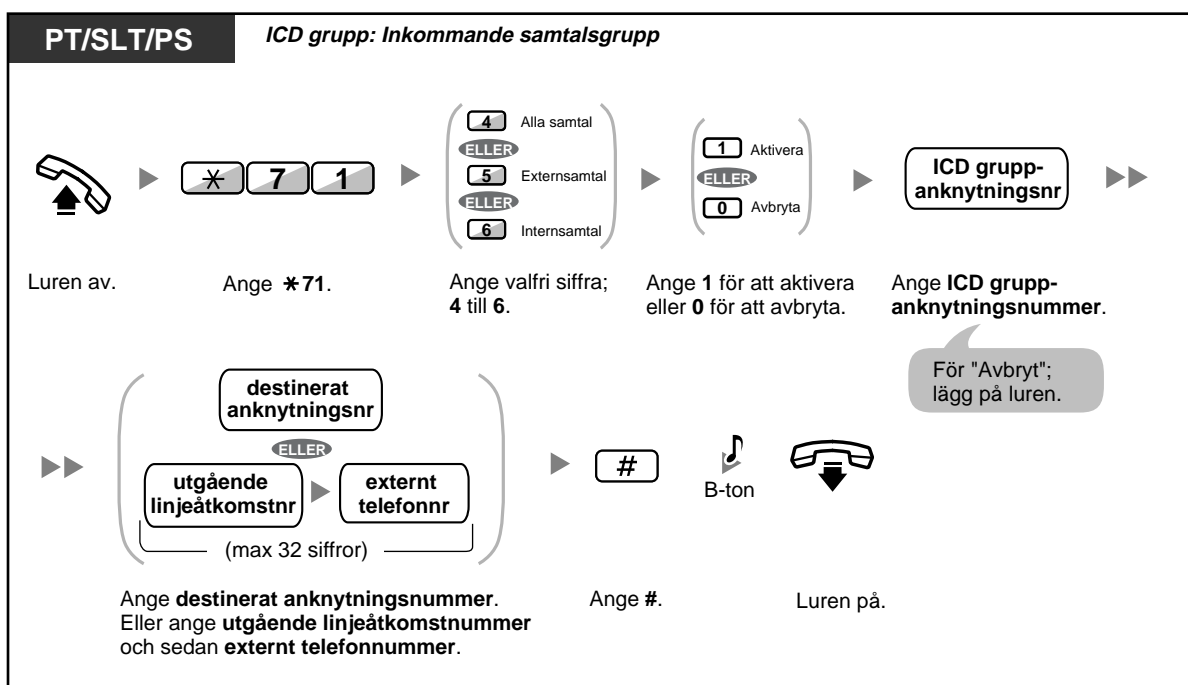 PT/SLT/PS
ICD grupp: Inkommande samtalsgrupp
4 Alla samtal
ELLER
5 Externsamtal
ELLER
6 Internsamtal
1 Aktivera
ELLER
0 Avbryta
✳ 7 1
ICD grupp-
anknytningsnr
Luren av.
Ange ✳71.
Ange valfri siffra;
4 till 6.
Ange 1 för att aktivera
eller 0 för att avbryta.
Ange ICD grupp-
anknytningsnummer.
För "Avbryt";
lägg på luren.
destinerat
anknytningsnr
ELLER
utgående
linjeåtkomstnr
externt
telefonnr
(max 32 siffror)
#
B-ton
Ange destinerat anknytningsnummer.
Eller ange utgående linjeåtkomstnummer
och sedan externt telefonnummer.
Ange #.
Luren på.